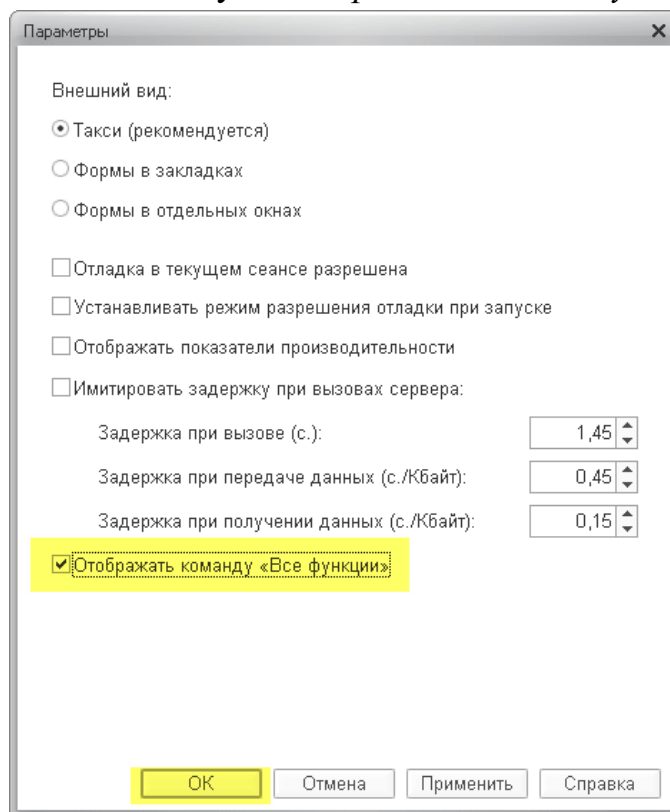 Параметры
Внешний вид:
Такси (рекомендуется)
Формы в закладках
Формы в отдельных окнах
Отладка в текущем сеансе разрешена
Устанавливать режим разрешения отладки при запуске
Отображать показатели производительности
Имитировать задержку при вызовах сервера:
Задержка при вызове (с.): 1,45
Задержка при передаче данных (с./Кбайт): 0,45
Задержка при получении данных (с./Кбайт): 0,15
Отображать команду «Все функции»
ОК Отмена Применить Справка